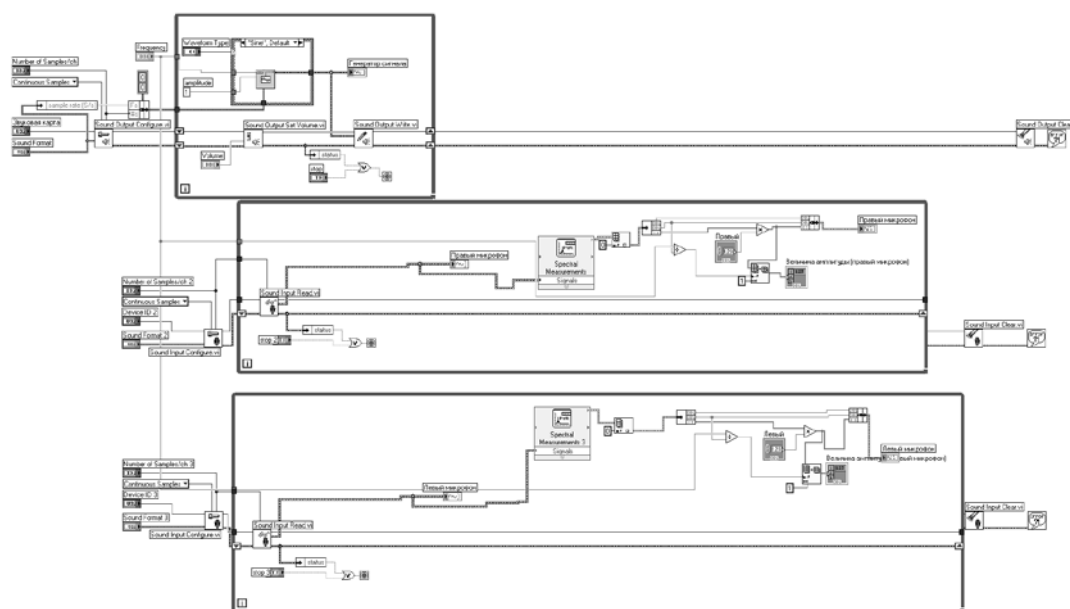 Waveform Type
"Sine", Default
Frequency
Генератор сигнала
Number of Samples/ch
Continuous Samples
amplitude
1
sample rate (S/s)
Звуковая карта
Sound Output Configure.vi
Sound Output Set Volume.vi
Sound Output Write.vi
Sound Output Clear.vi
Sound Format
Volume
status
stop
i
Правый микрофон
Правый микрофон
Правый
Spectral
Measurements
Signals
0
Величина амплитуды (правый микрофон)
1
Number of Samples/ch 2
Continuous Samples
Device ID 2
Sound Format 2
Sound Input Configure.vi
Sound Input Read.vi
status
stop 2
Sound Input Clear.vi
i
Spectral
Measurements 3
Signals
0
Левый
Левый микрофон
Левый микрофон
1
Number of Samples/ch 3
Continuous Samples
Device ID 3
Sound Format 3
Sound Input Configure.vi
Sound Input Read.vi
status
stop 3
Sound Input Clear.vi
i